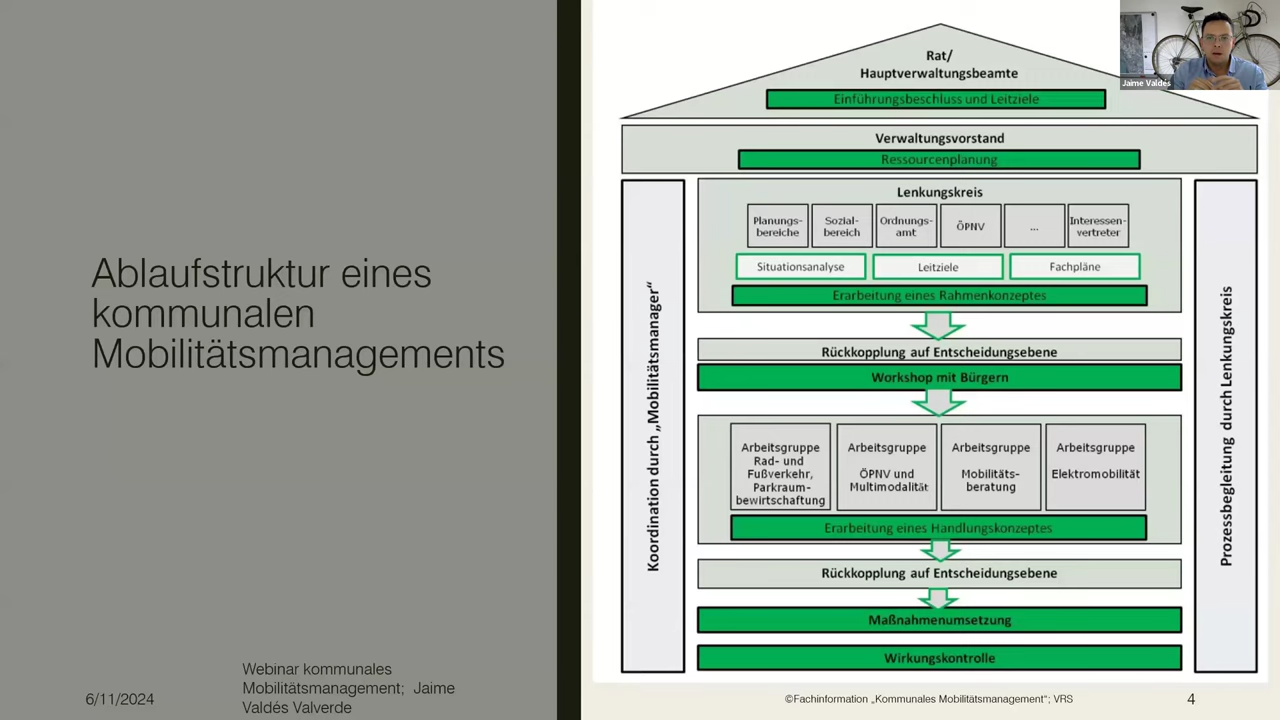 Ablaufstruktur eines
kommunalen
Mobilitätsmanagements
6/11/2024
Webinar kommunales
Mobilitätsmanagement; Jaime
Valdés Valverde
Rat/
Hauptverwaltungsbeamte
Einführungsbeschluss und Leitziele
Verwaltungsvorstand
Ressourcenplanung
Koordination durch „Mobilitätsmanager“
Lenkungskreis
Planungs-
bereiche
Sozial-
bereich
Ordnungs-
amt
ÖPNV
...
Interessen-
vertreter
Situationsanalyse
Leitziele
Fachpläne
Erarbeitung eines Rahmenkonzeptes
Rückkopplung auf Entscheidungsebene
Workshop mit Bürgern
Arbeitsgruppe
Rad- und
Fußverkehr,
Parkraum-
bewirtschaftung
Arbeitsgruppe
ÖPNV und
Multimodalität
Arbeitsgruppe
Mobilitäts-
beratung
Arbeitsgruppe
Elektromobilität
Erarbeitung eines Handlungskonzeptes
Rückkopplung auf Entscheidungsebene
Maßnahmenumsetzung
Wirkungskontrolle
Prozessbegleitung durch Lenkungskreis
©Fachinformation „Kommunales Mobilitätsmanagement“; VRS
4
Jaime Valdés